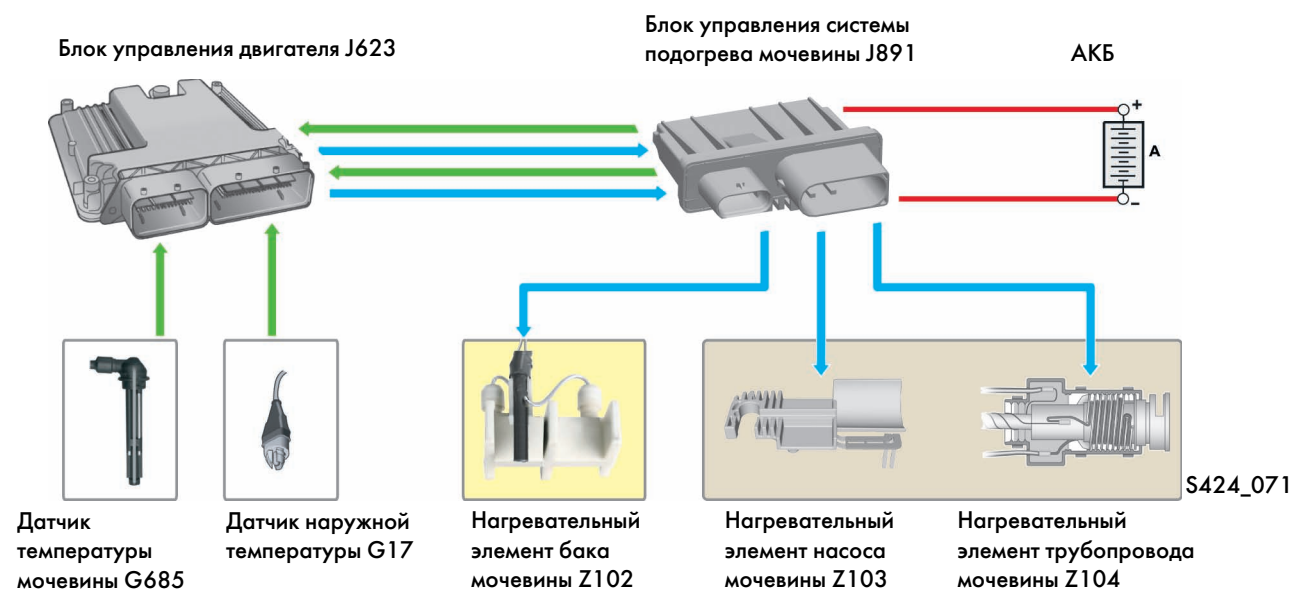 Блок управления двигателя J623
Блок управления системы
подогрева мочевины J891
АКБ
+
A
–
Датчик
температуры
мочевины G685
Датчик наружной
температуры G17
Нагревательный
элемент бака
мочевины Z102
Нагревательный
элемент насоса
мочевины Z103
Нагревательный
элемент трубопровода
мочевины Z104
S424_071